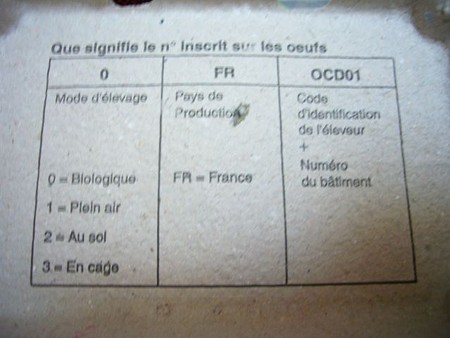 Que signifie le n° inscrit sur les oeufs
0 FR OCD01
Mode d'élevage Pays de Code
Production d'identification
de l'éleveur
+
Numéro
0 = Biologique FR = France du bâtiment
1 = Plein air
2 = Au sol
3 = En cage